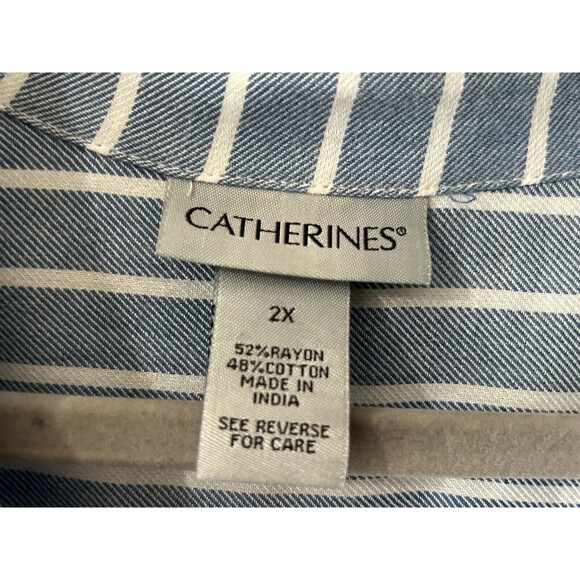 CATHERINES®
2X
52%RAYON
48%COTTON
MADE IN
INDIA
SEE REVERSE
FOR CARE